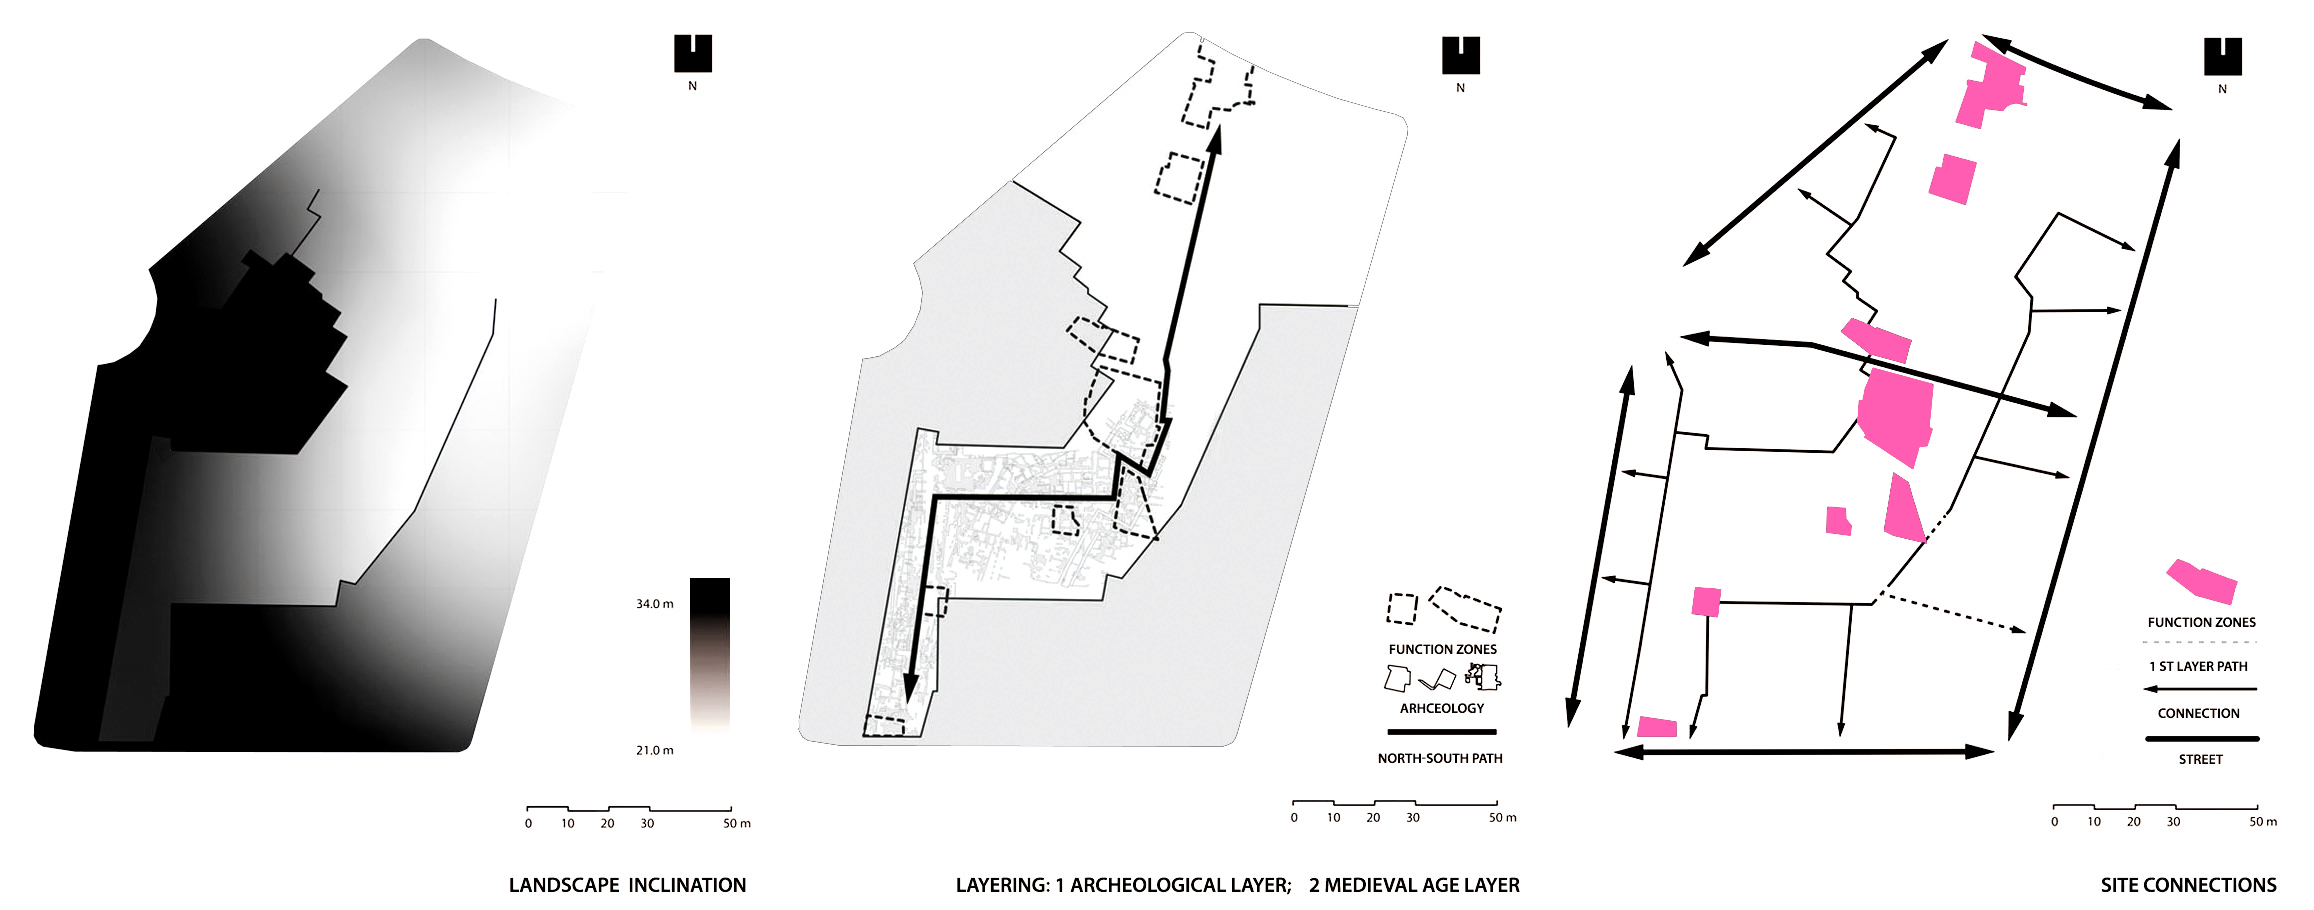 N
34.0 m
21.0 m
0 10 20 30 50 m
LANDSCAPE INCLINATION
N
FUNCTION ZONES
ARHCEOLOGY
NORTH-SOUTH PATH
0 10 20 30 50 m
LAYERING: 1 ARCHEOLOGICAL LAYER; 2 MEDIEVAL AGE LAYER
N
FUNCTION ZONES
1 ST LAYER PATH
CONNECTION
STREET
0 10 20 30 50 m
SITE CONNECTIONS